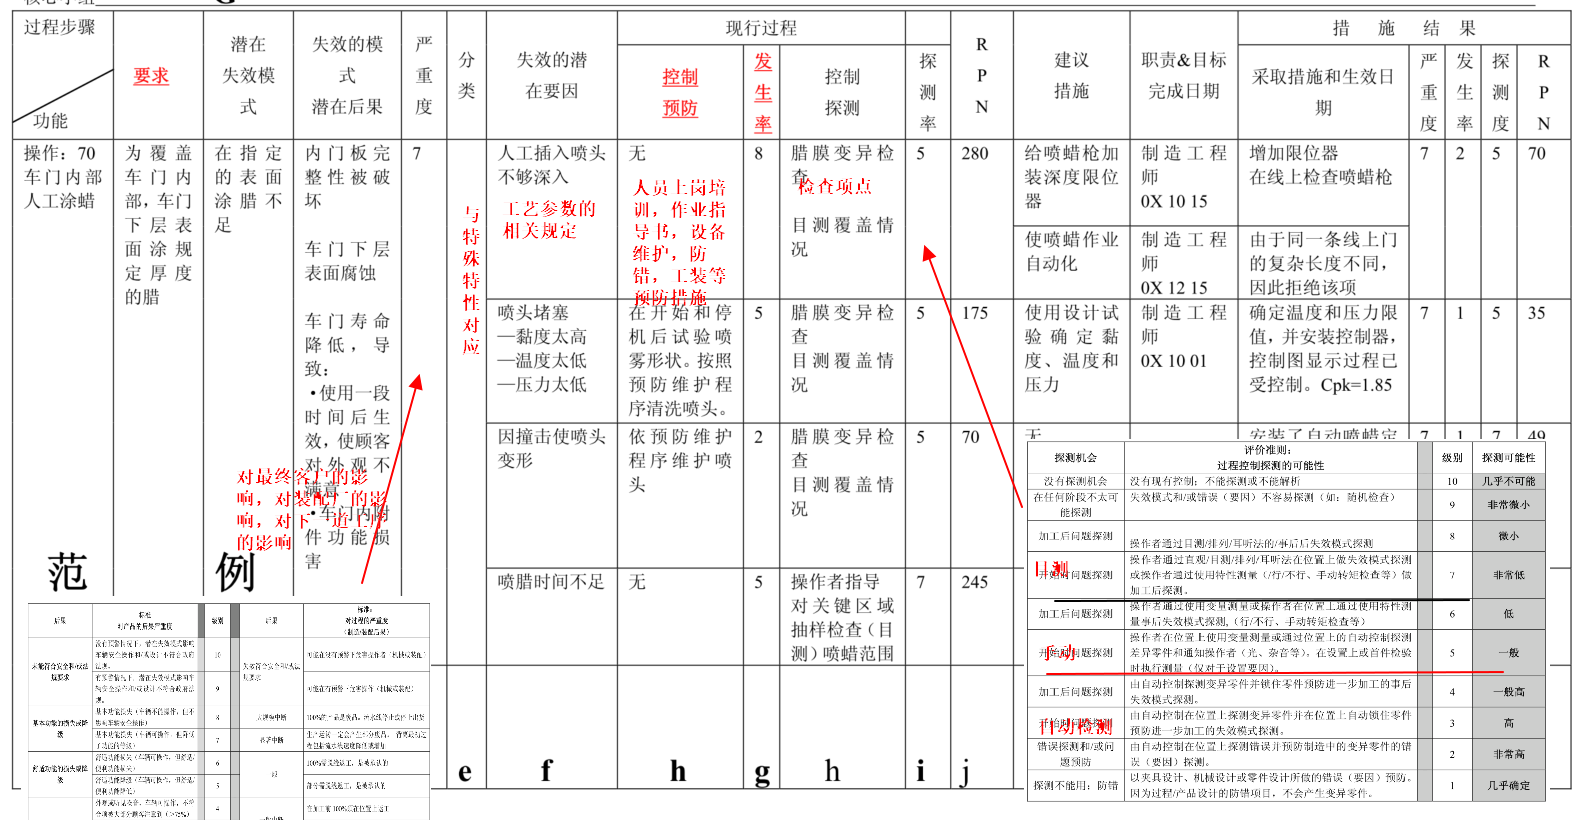 过程步骤
功能
要求
潜在
失效模
式
失效的模
式
潜在后果
严
重
度
分
类
失效的潜
在要因
现行过程
控制
预防
发
生
率
控制
探测
探
测
率
R
P
N
建议
措施
职责&目标
完成日期
措 施 结 果
采取措施和生效日
期
严
重
度
发
生
率
探
测
度
R
P
N
操作：70
车门内部
人工涂蜡
为覆盖
车门内
部，车门
下层表
面涂规
定厚度
的腊
在指定
的表面
涂腊不
足
内门板完
整性被破
坏
车门下层
表面腐蚀
车门寿命
降低，导
致：
•使用一段
时间后生
效，使顾客
对外观不
满意
•车门内附
件功能损
害
7
与
特
殊
特
性
对
应
人工插入喷头
不够深入
工艺参数的
相关规定
无
人员上岗培
训，作业指
导书，设备
维护，防
错，工装等
预防措施
8
腊膜变异检
查
检查项点
目测覆盖情
况
5
280
给喷蜡枪加
装深度限位
器
制造工程
师
0X 10 15
增加限位器
在线上检查喷蜡枪
7
2
5
70
使喷蜡作业
自动化
制造工程
师
0X 12 15
由于同一条线上门
的复杂长度不同，
因此拒绝该项
喷头堵塞
—黏度太高
—温度太低
—压力太低
在开始和停
机后试验喷
雾形状。按照
预防维护程
序清洗喷头。
5
腊膜变异检
查
目测覆盖情
况
5
175
使用设计试
验确定黏
度、温度和
压力
制造工程
师
0X 10 01
确定温度和压力限
值，并安装控制器，
控制图显示过程已
受控制。Cpk=1.85
7
1
5
35
因撞击使喷头
变形
依预防维护
程序维护喷
头
2
腊膜变异检
查
目测覆盖情
况
5
70
无
安装了自动喷蜡定
7
1
7
49
喷腊时间不足
无
5
操作者指导
对关键区域
抽样检查（目
测）喷蜡范围
7
245
对最终客户的影
响，对装配厂的影
响，对下一道工序
的影响
范 例
e f h g h i j
探测机会
评价准则：
过程控制探测的可能性
级别
探测可能性
没有探测机会
没有现有控制；不能探测或不能解析
10
几乎不可能
在任何阶段不太可
能探测
失效模式和/或错误（要因）不容易探测（如：随机检查）
9
非常微小
加工后问题探测
操作者通过目测/排列/耳听法的/事后后失效模式探测
8
微小
目测
开始时问题探测
操作者通过直观/目测/排列/耳听法在位置上做失效模式探测
或操作者通过使用特性测量（/行/不行、手动转矩检查等）做
加工后探测。
7
非常低
加工后问题探测
操作者通过使用变量测量或操作者在位置上通过使用特性测
量事后失效模式探测，（行/不行、手动转矩检查等）
6
低
手动
开始时问题探测
操作者在位置上使用变量测量或通过位置上的自动控制探测
差异零件和通知操作者（光、杂音等）。在设置上或首件检验
时执行测量（仅对于设置要因）。
5
一般
加工后问题探测
由自动控制探测变异零件并锁住零件预防进一步加工的事后
失效模式探测。
4
一般高
自动检测
由自动控制在位置上探测变异零件并在位置上自动锁住零件
预防进一步加工的失效模式探测。
3
高
错误探测和/或问
题预防
由自动控制在位置上探测错误并预防制造中的变异零件的错
误（要因）探测。
2
非常高
探测不能用；防错
以夹具设计、机械设计或零件设计所做的错误（要因）预防。
因为过程/产品设计的防错项目，不会产生变异零件。
1
几乎确定
后果
标准：
对产品的后果严重度
级别
后果
标准：
对过程的严重度
（制造/装配后果）
10
9
8
7
6
5
4